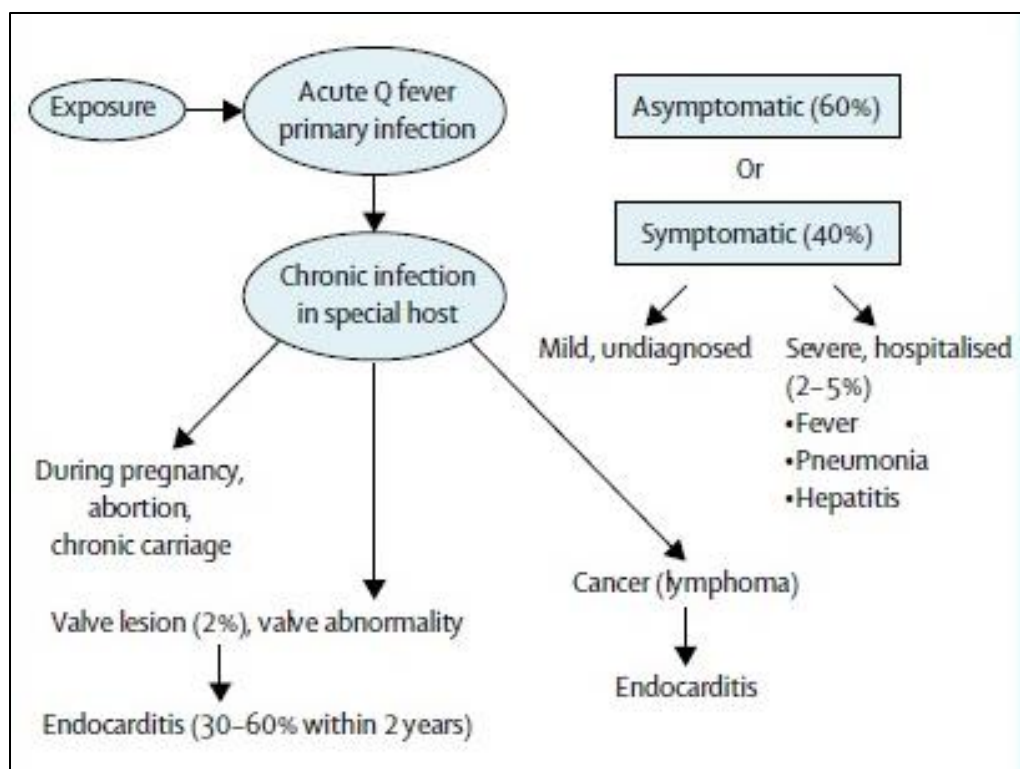 Exposure
Acute Q fever
primary infection
Asymptomatic (60%)
Or
Symptomatic (40%)
Chronic infection
in special host
Mild, undiagnosed
Severe, hospitalised
(2–5%)
•Fever
•Pneumonia
•Hepatitis
During pregnancy,
abortion,
chronic carriage
Cancer (lymphoma)
Valve lesion (2%), valve abnormality
Endocarditis
Endocarditis (30–60% within 2 years)